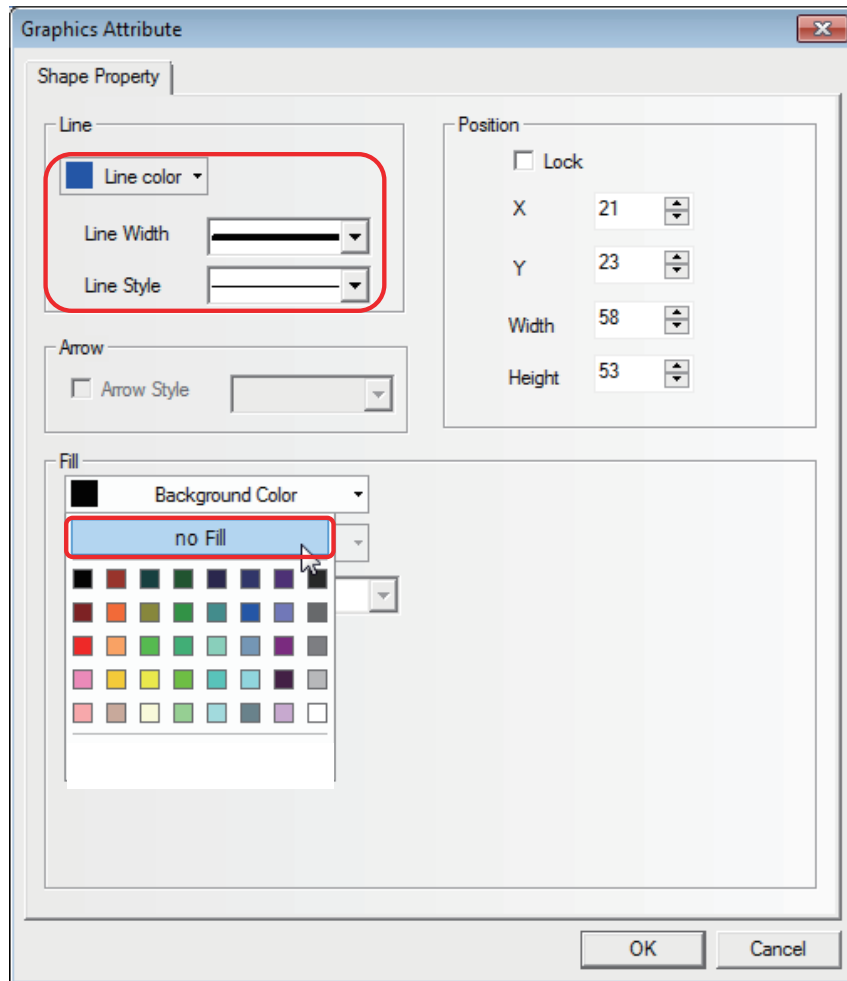 Graphics Attribute
Shape Property
Line
Line color
Line Width
Line Style
Position
Lock
X 21
Y 23
Width 58
Height 53
Arrow
Arrow Style
Fill
Background Color
no Fill
OK Cancel